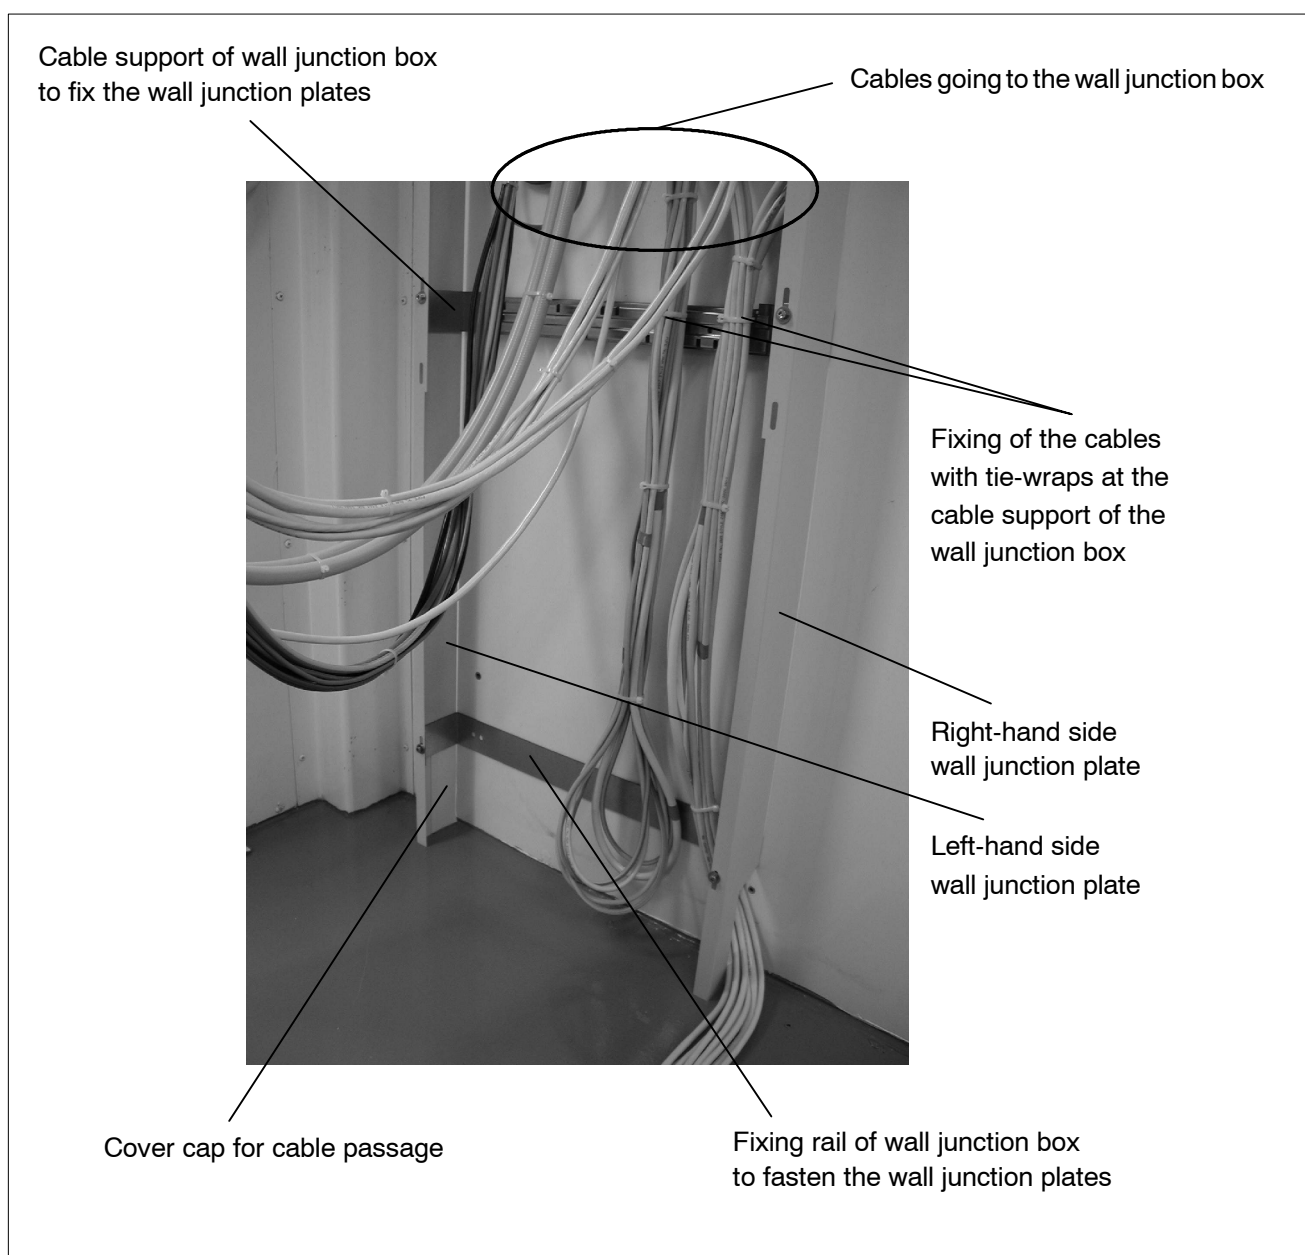 Cable support of wall junction box
to fix the wall junction plates
Cables going to the wall junction box
Fixing of the cables
with tie-wraps at the
cable support of the
wall junction box
Right-hand side
wall junction plate
Left-hand side
wall junction plate
Cover cap for cable passage
Fixing rail of wall junction box
to fasten the wall junction plates